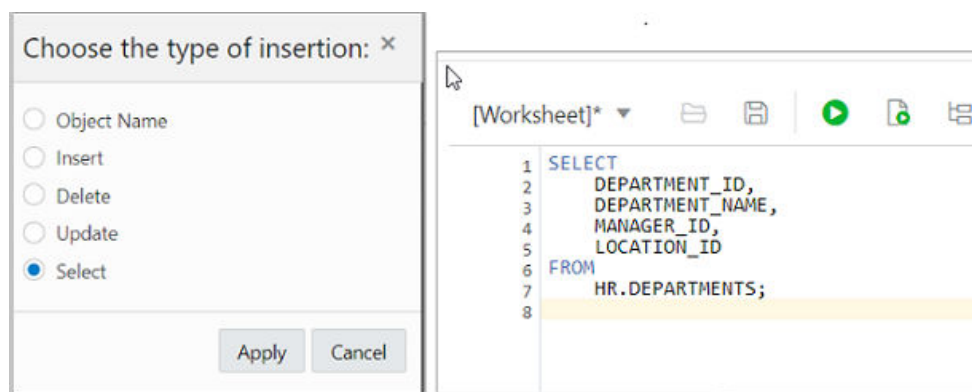 Choose the type of insertion: ×
Object Name
Insert
Delete
Update
Select
Apply Cancel
[Worksheet]*
1 SELECT
2 DEPARTMENT_ID,
3 DEPARTMENT_NAME,
4 MANAGER_ID,
5 LOCATION_ID
6 FROM
7 HR.DEPARTMENTS;
8